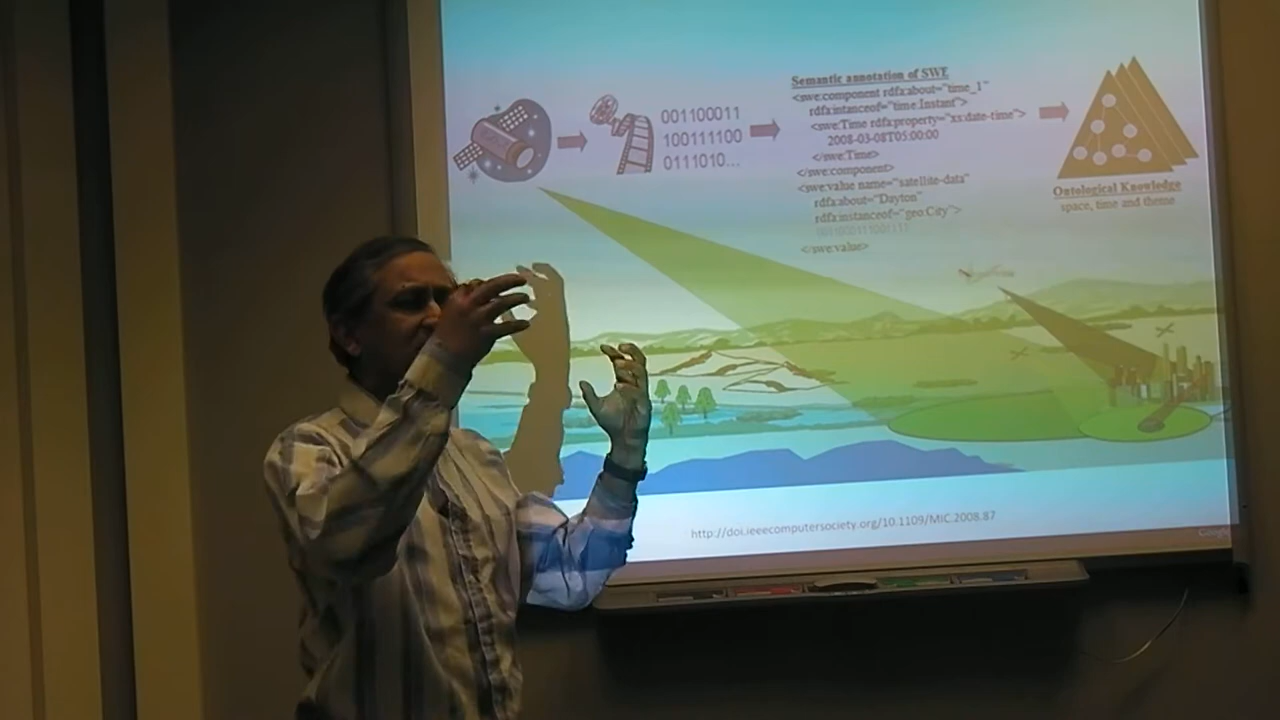 001100011
100111100
0111010...
Semantic annotation of SWE
<swe:component rdfa:about="time_1"
rdfa:intanceof="time:Instant">
<swe:Time rdfa:property="xs:date-time">
2008-03-08T05:00:00
</swe:Time>
</swe:component>
<swe:value name="satellite-data"
rdfa:about="Dayton"
rdfa:instanceof="geo:City">
</swe:value>
Ontological Knowledge
space, time and theme
http://doi.ieeecomputersociety.org/10.1109/MIC.2008.87